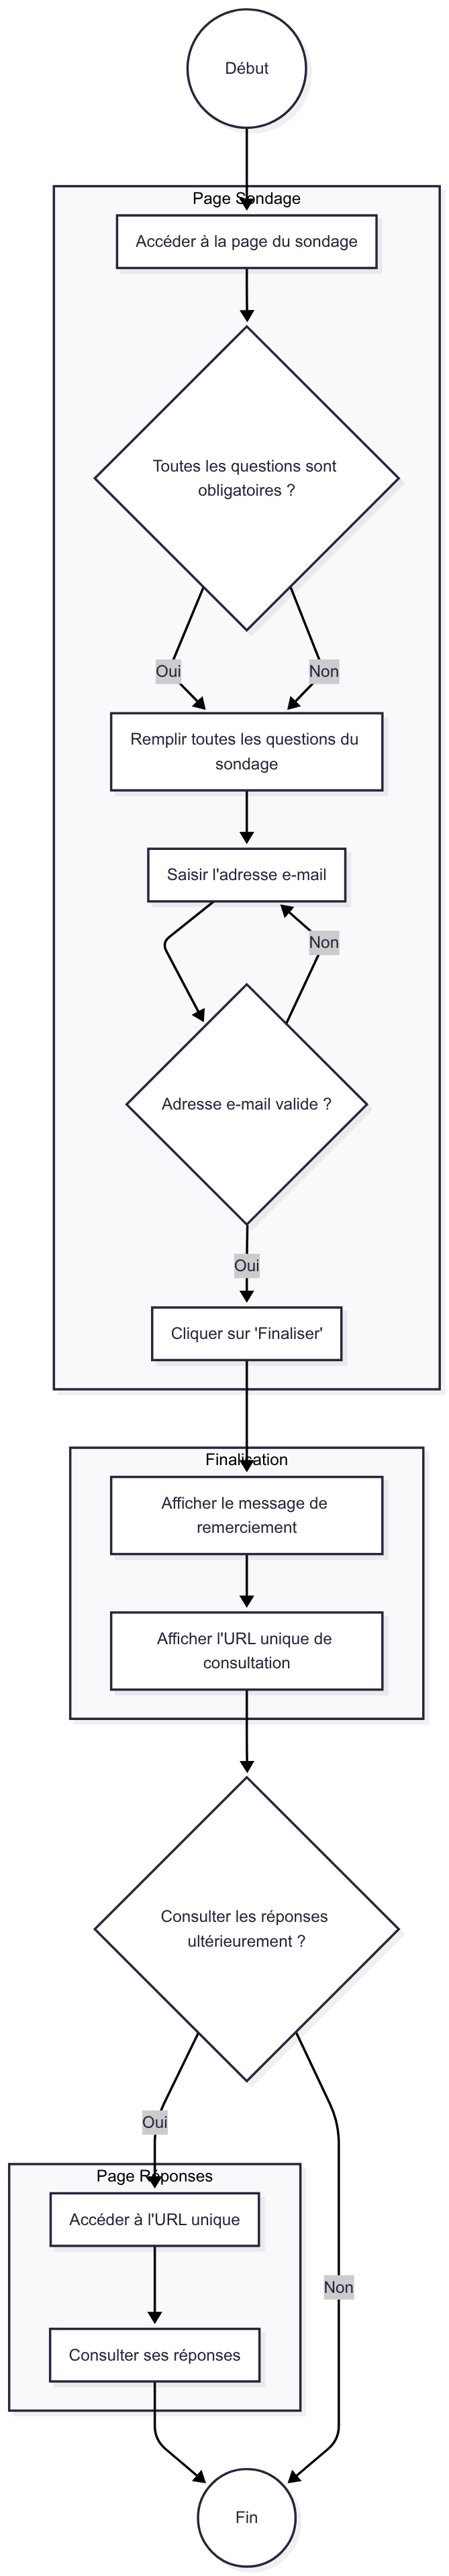 Début
Page Sondage
Accéder à la page du sondage
Toutes les questions sont
obligatoires ?
Oui
Non
Remplir toutes les questions du
sondage
Saisir l'adresse e-mail
Non
Adresse e-mail valide ?
Oui
Cliquer sur 'Finaliser'
Finalisation
Afficher le message de
remerciement
Afficher l'URL unique de
consultation
Consulter les réponses
ultérieurement ?
Oui
Page Réponses
Accéder à l'URL unique
Non
Consulter ses réponses
Fin